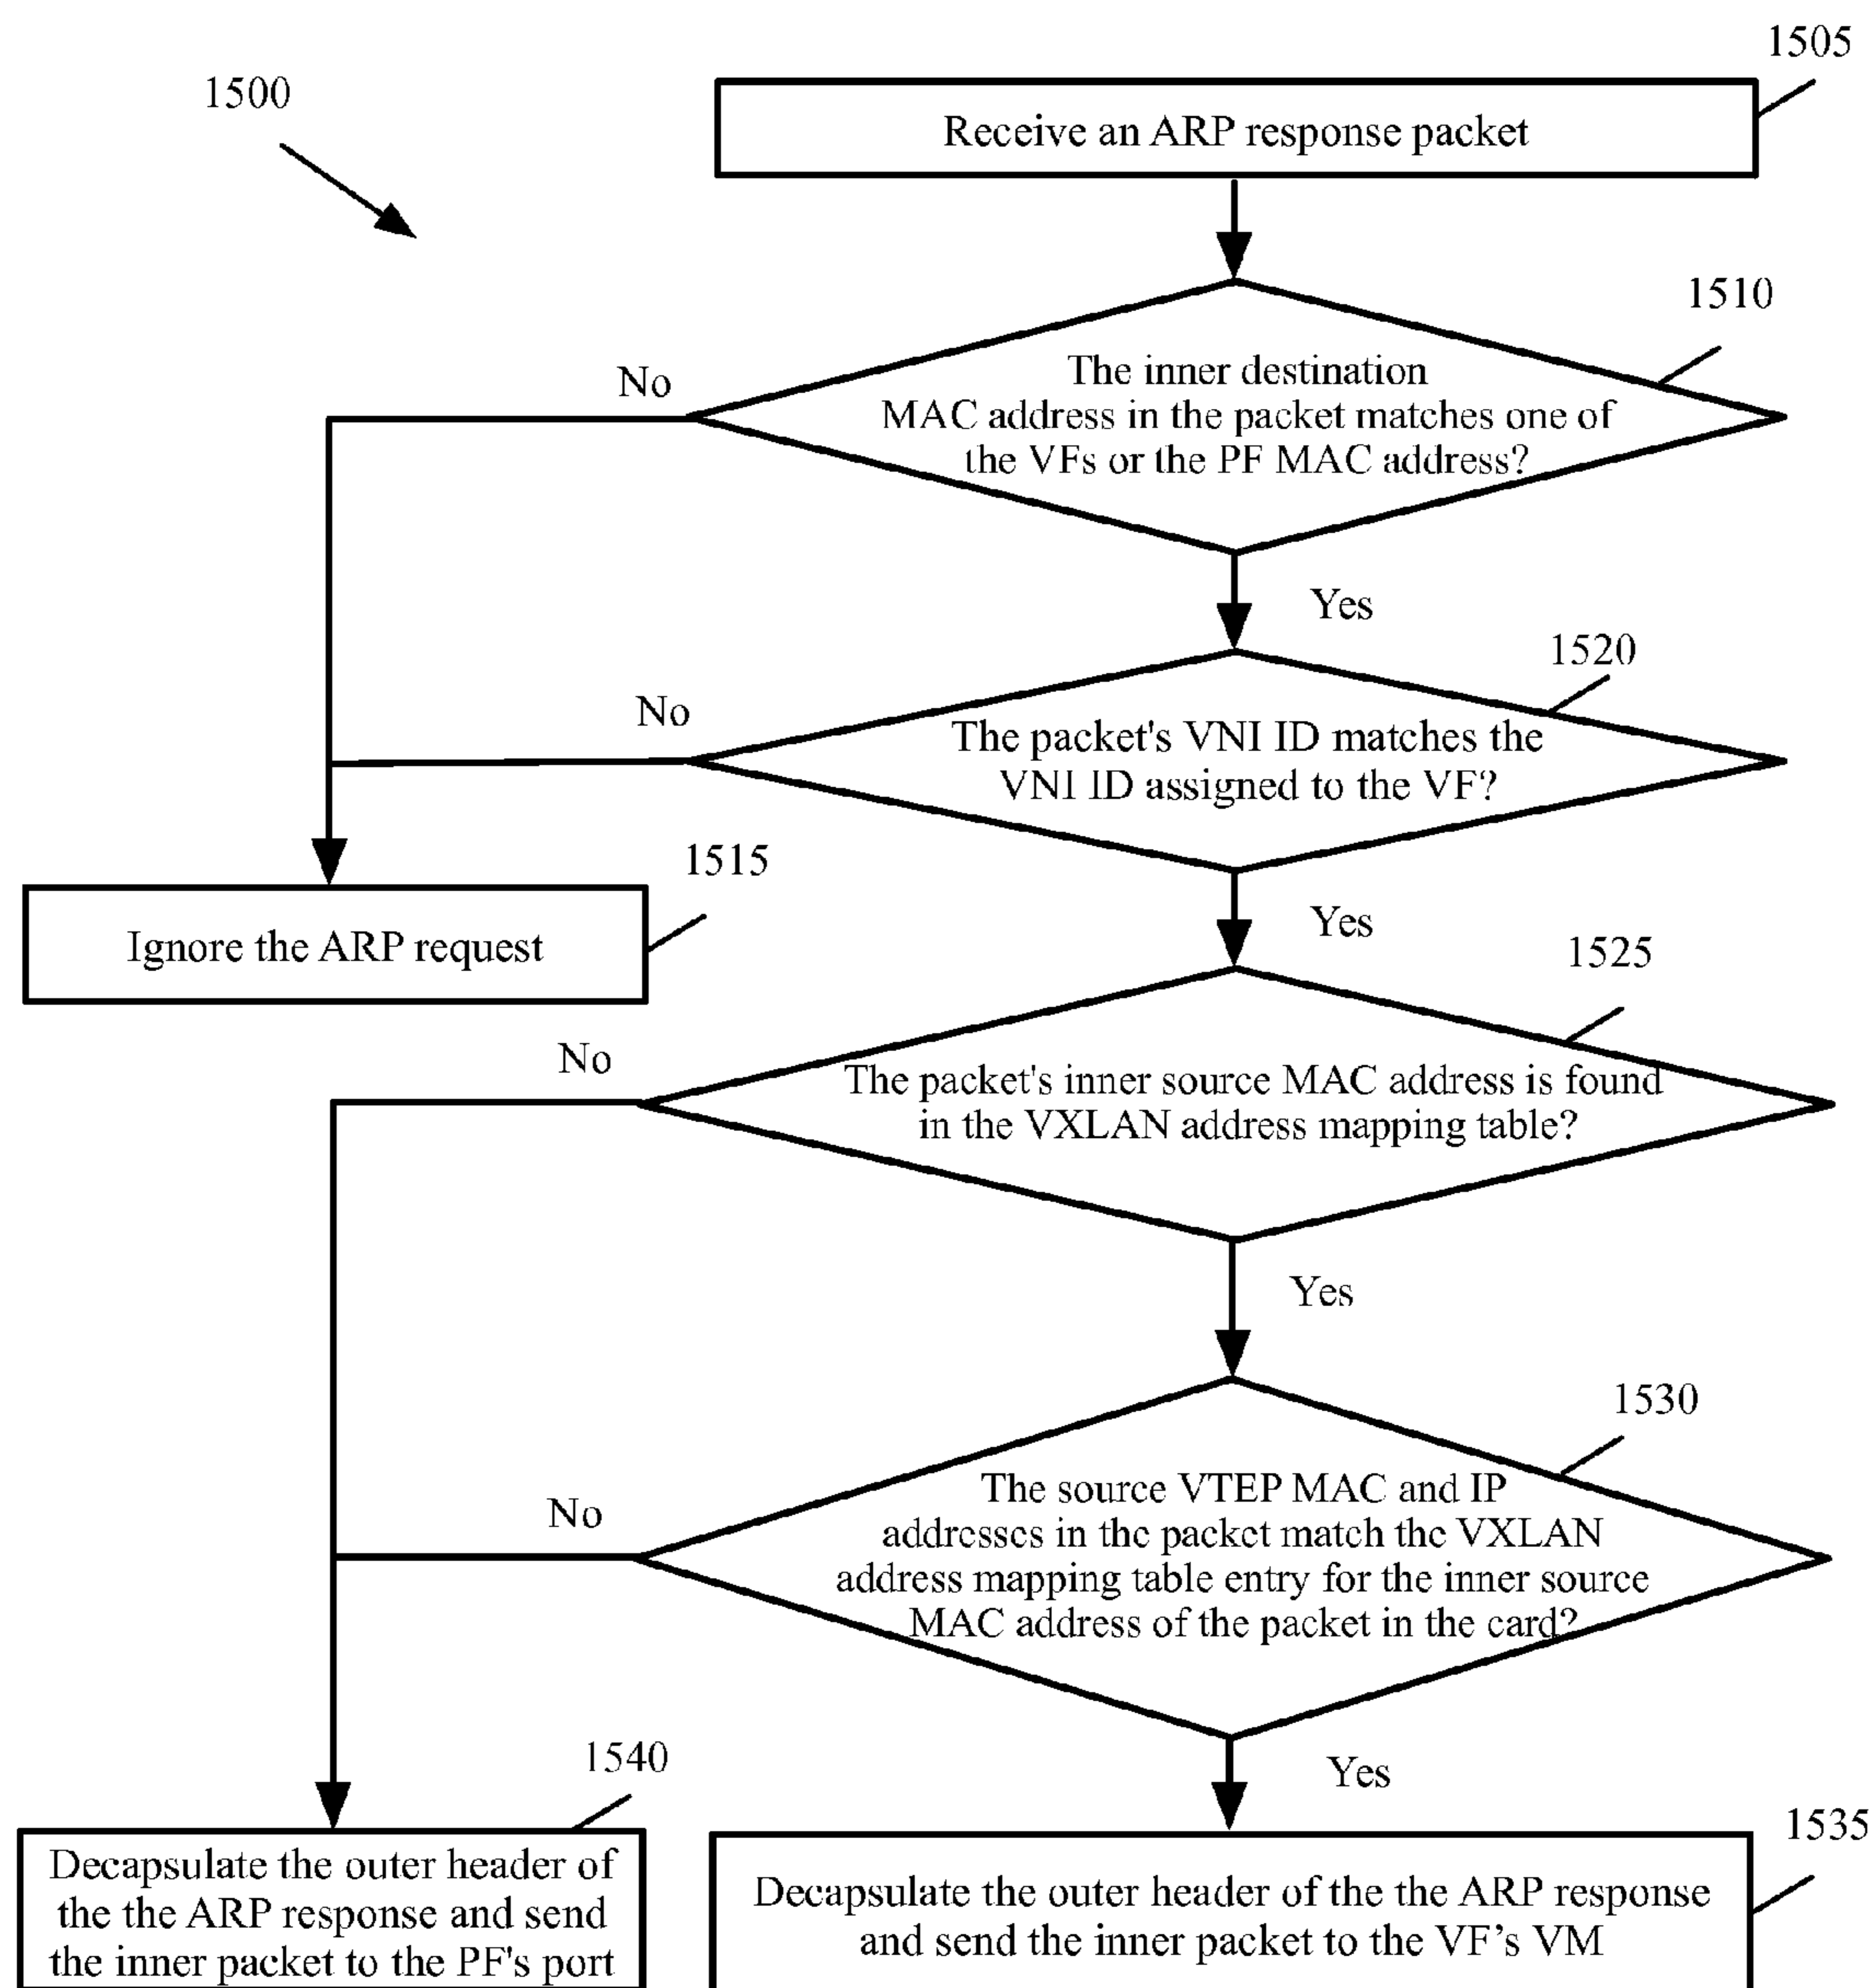 1505
1500
Receive an ARP response packet
1510
The inner destination
MAC address in the packet matches one of
the VFs or the PF MAC address?
No
Yes
1520
The packet's VNI ID matches the
VNI ID assigned to the VF?
No
1515
Ignore the ARP request
Yes
1525
The packet's inner source MAC address is found
in the VXLAN address mapping table?
No
Yes
1530
The source VTEP MAC and IP
addresses in the packet match the VXLAN
address mapping table entry for the inner source
MAC address of the packet in the card?
No
Yes
1540
Decapsulate the outer header of
the the ARP response and send
the inner packet to the PF's port
1535
Decapsulate the outer header of the the ARP response
and send the inner packet to the VF's VM